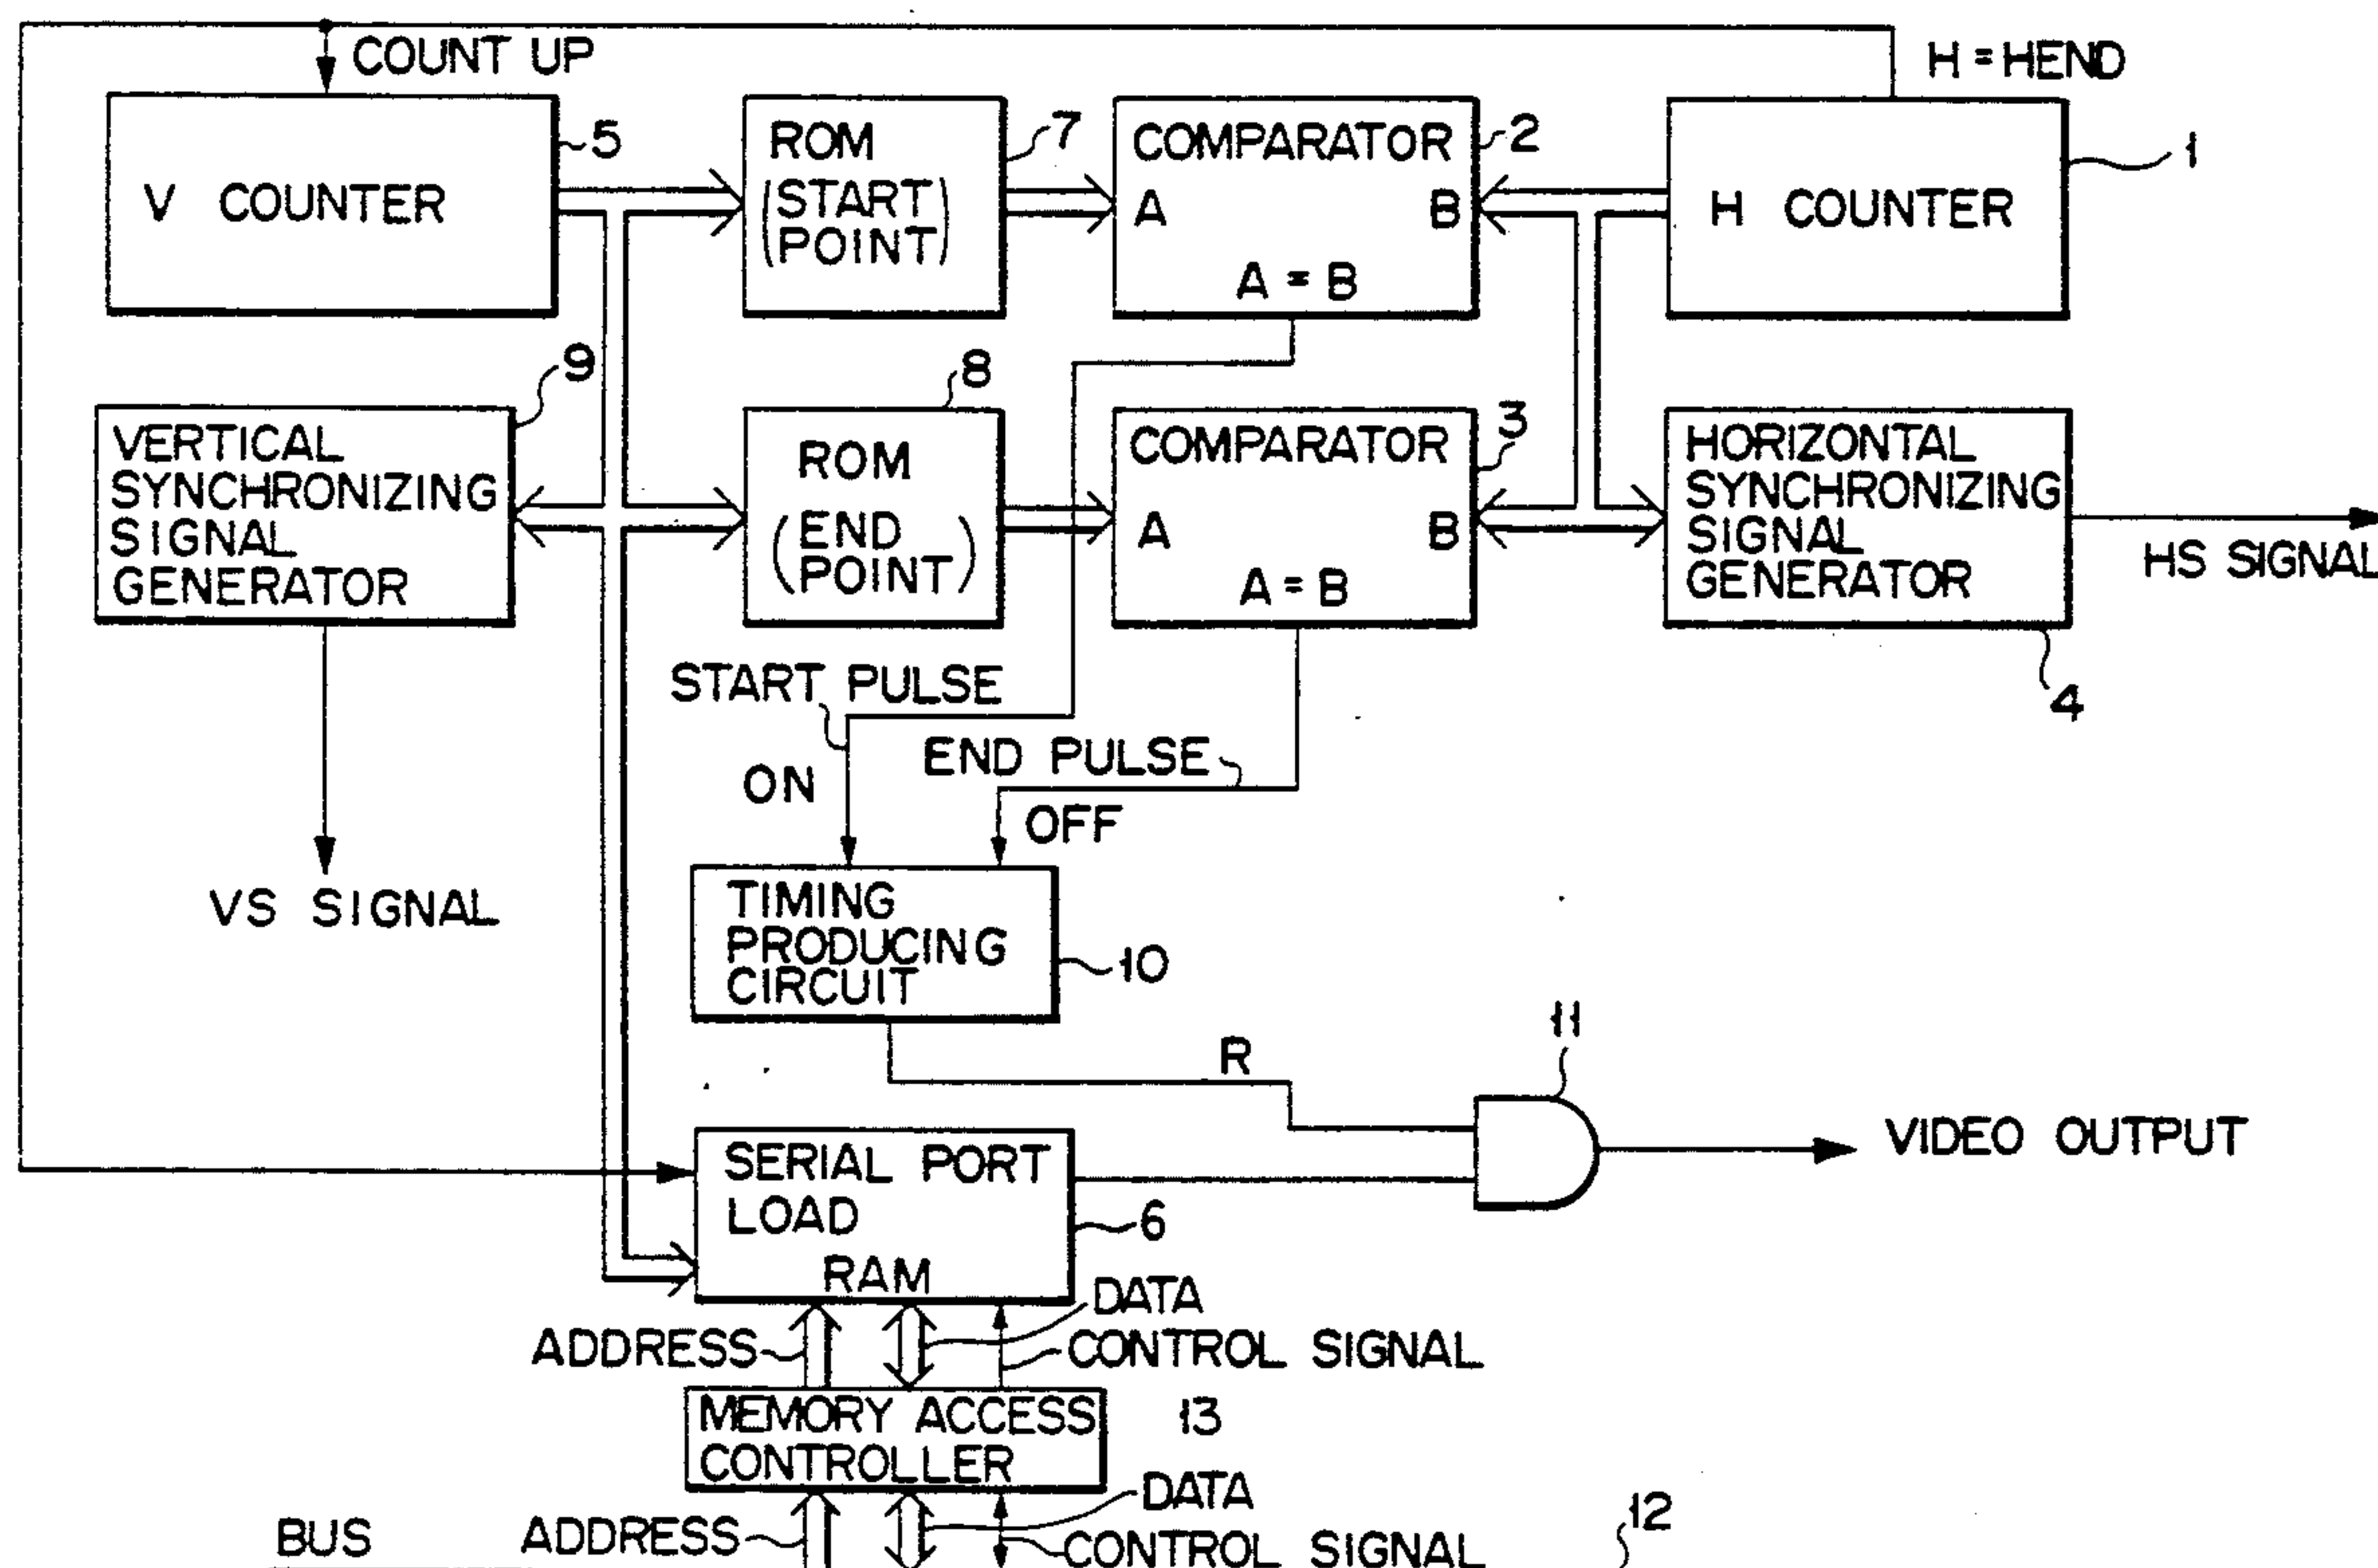 COUNT UP
H = HEND
V COUNTER
5
ROM
(START
POINT)
7
COMPARATOR
A
B
A = B
2
H COUNTER
1
VERTICAL
SYNCHRONIZING
SIGNAL
GENERATOR
9
ROM
(END
POINT)
8
COMPARATOR
A
B
A = B
3
HORIZONTAL
SYNCHRONIZING
SIGNAL
GENERATOR
4
HS SIGNAL
START PULSE
ON
END PULSE
OFF
VS SIGNAL
TIMING
PRODUCING
CIRCUIT
10
R
11
VIDEO OUTPUT
SERIAL PORT
LOAD
RAM
6
ADDRESS
DATA
CONTROL SIGNAL
MEMORY ACCESS
CONTROLLER
13
BUS
ADDRESS
DATA
CONTROL SIGNAL
12